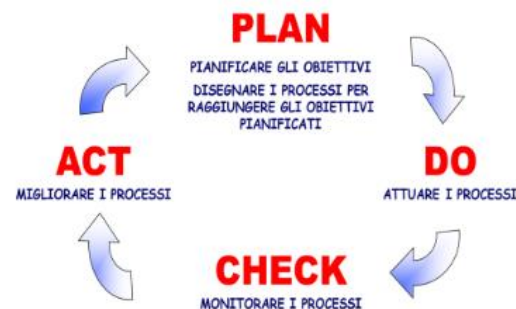 PLAN
PIANIFICARE GLI OBIETTIVI
DISEGNARE I PROCESSI PER
RAGGIUNGERE GLI OBIETTIVI
PIANIFICATI
ACT
MIGLIORARE I PROCESSI
DO
ATTUARE I PROCESSI
CHECK
MONITORARE I PROCESSI